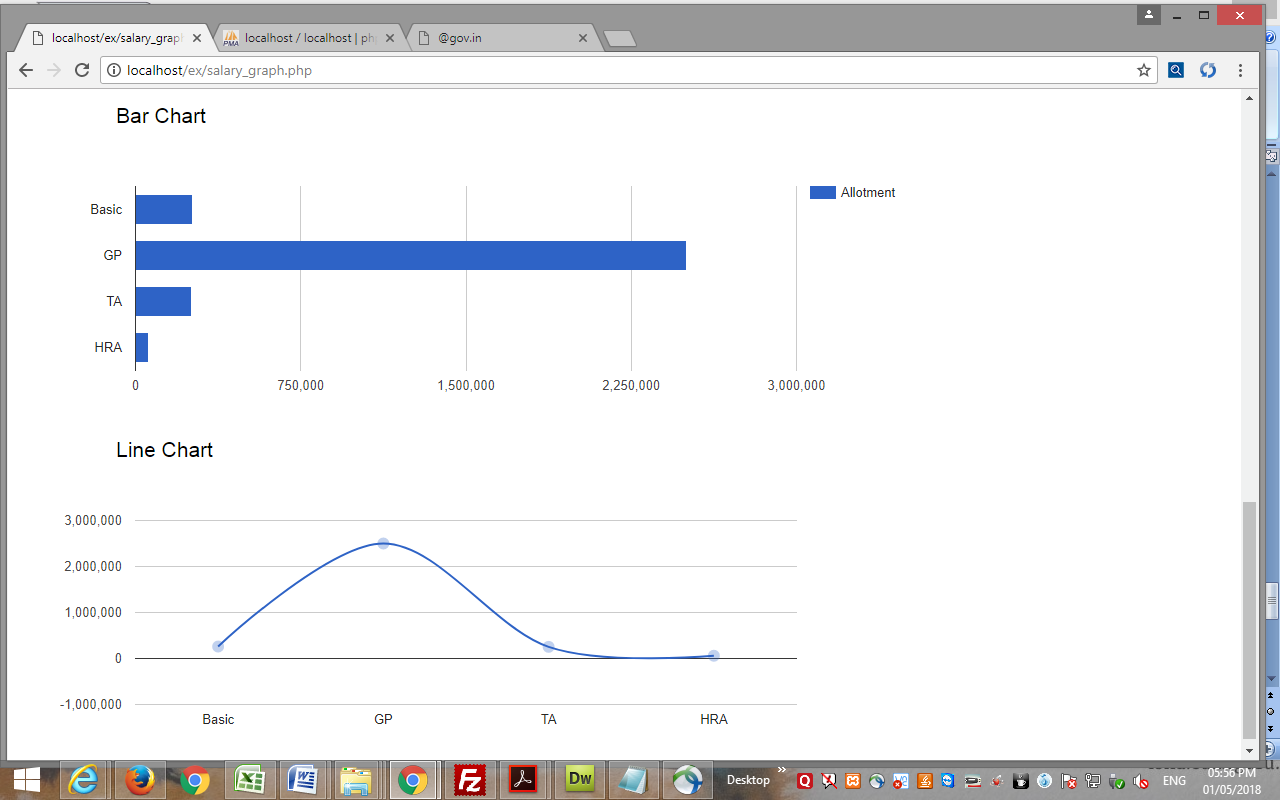 localhost/ex/salary_grap
localhost / localhost | ph
@gov.in
localhost/ex/salary_graph.php
Bar Chart
Allotment
Basic
GP
TA
HRA
0 750,000 1,500,000 2,250,000 3,000,000
Line Chart
3,000,000
2,000,000
1,000,000
0
-1,000,000
Basic GP TA HRA
Desktop
ENG
05:56 PM
01/05/2018